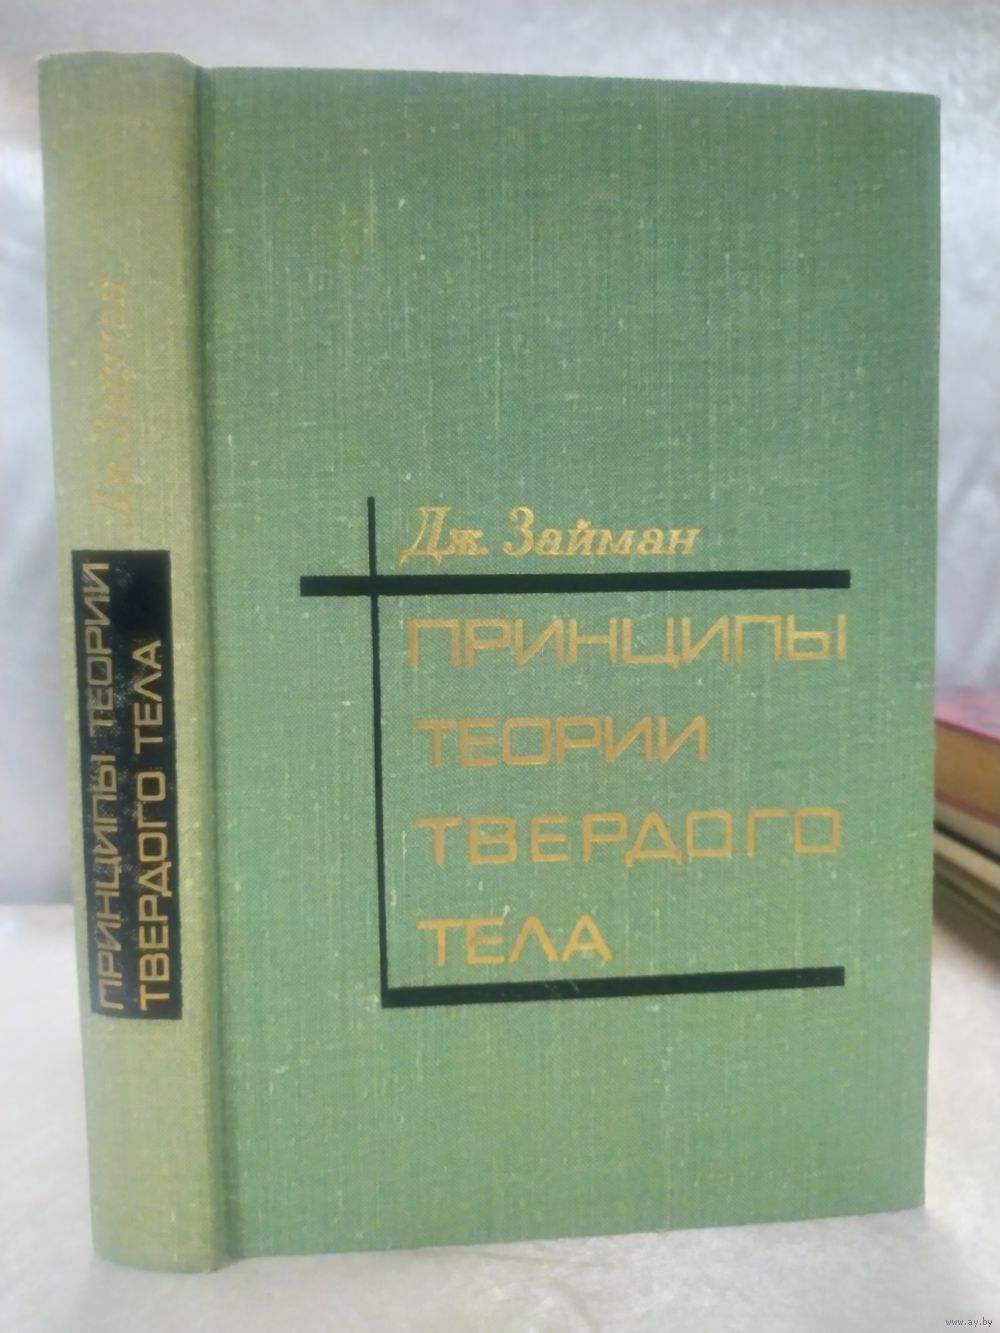 Дж. Займан
ПРИНЦИПЫ ТЕОРИИ
ТВЕРДОГО ТЕЛА
Дж. Займан
ПРИНЦИПЫ
ТЕОРИИ
ТВЕРДОГО
ТЕЛА
www.ay.by